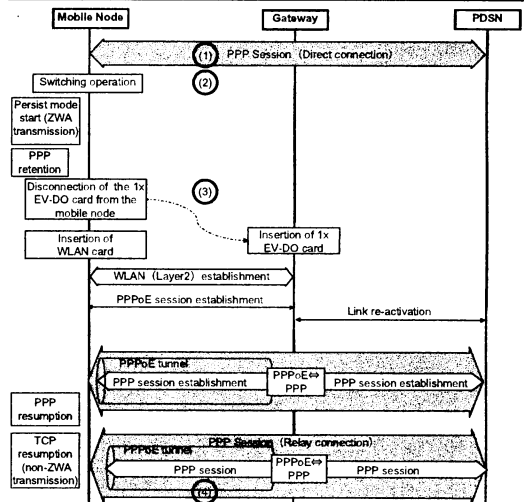 Mobile Node
Gateway
PDSN
(1) PPP Session (Direct connection)
Switching operation
(2)
Persist mode
start (ZWA
transmission)
PPP
retention
Disconnection of the 1x
EV-DO card from the
mobile node
(3)
Insertion of
WLAN card
Insertion of 1x
EV-DO card
WLAN (Layer2) establishment
PPPoE session establishment
Link re-activation
PPPoE tunnel
PPP session establishment
PPPoE⇔
PPP
PPP session establishment
PPP
resumption
TCP
resumption
(non-ZWA
transmission)
PPP Session (Relay connection)
PPPoE tunnel
PPP session
PPPoE⇔
PPP
PPP session
(4)